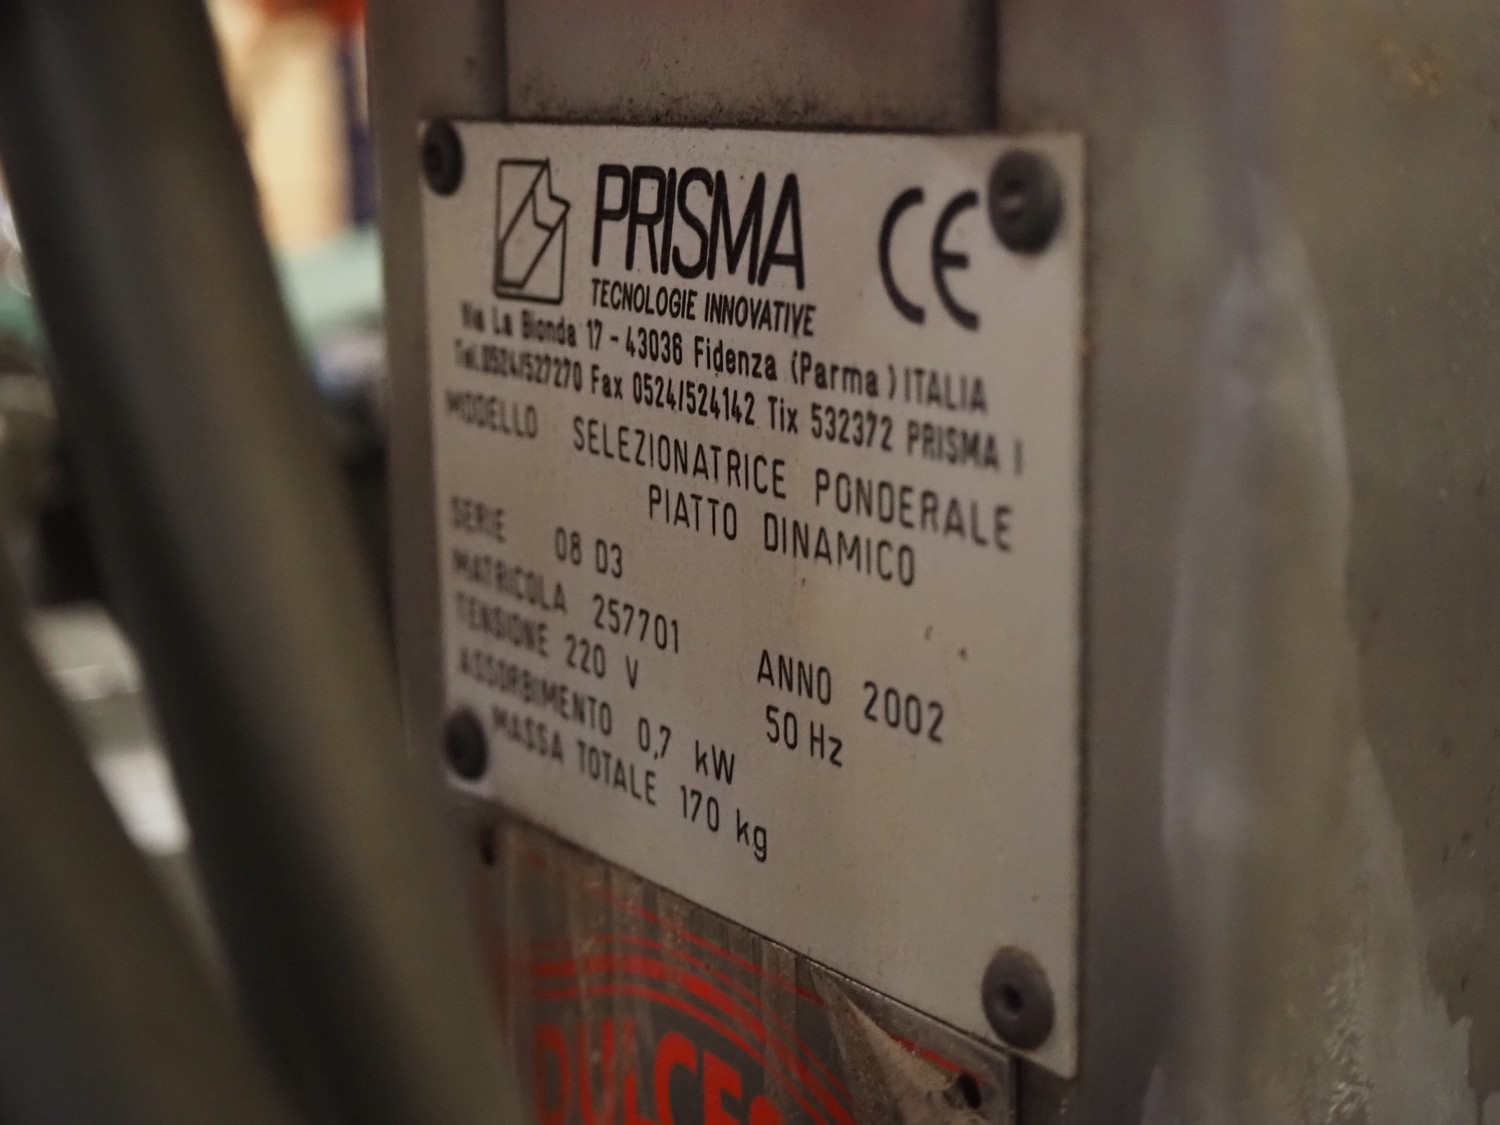 PRISMA
CE
TECNOLOGIE INNOVATIVE
Via La Bionda 17 - 43036 Fidenza (Parma) ITALIA
Tel.0524/527270 Fax 0524/524142 Tix 532372 PRISMA I
MODELLO SELEZIONATRICE PONDERALE
PIATTO DINAMICO
SERIE 08 D3
MATRICOLA 257701 ANNO 2002
TENSIONE 220 V 50 Hz
ASSORBIMENTO 0,7 kW
MASSA TOTALE 170 kg